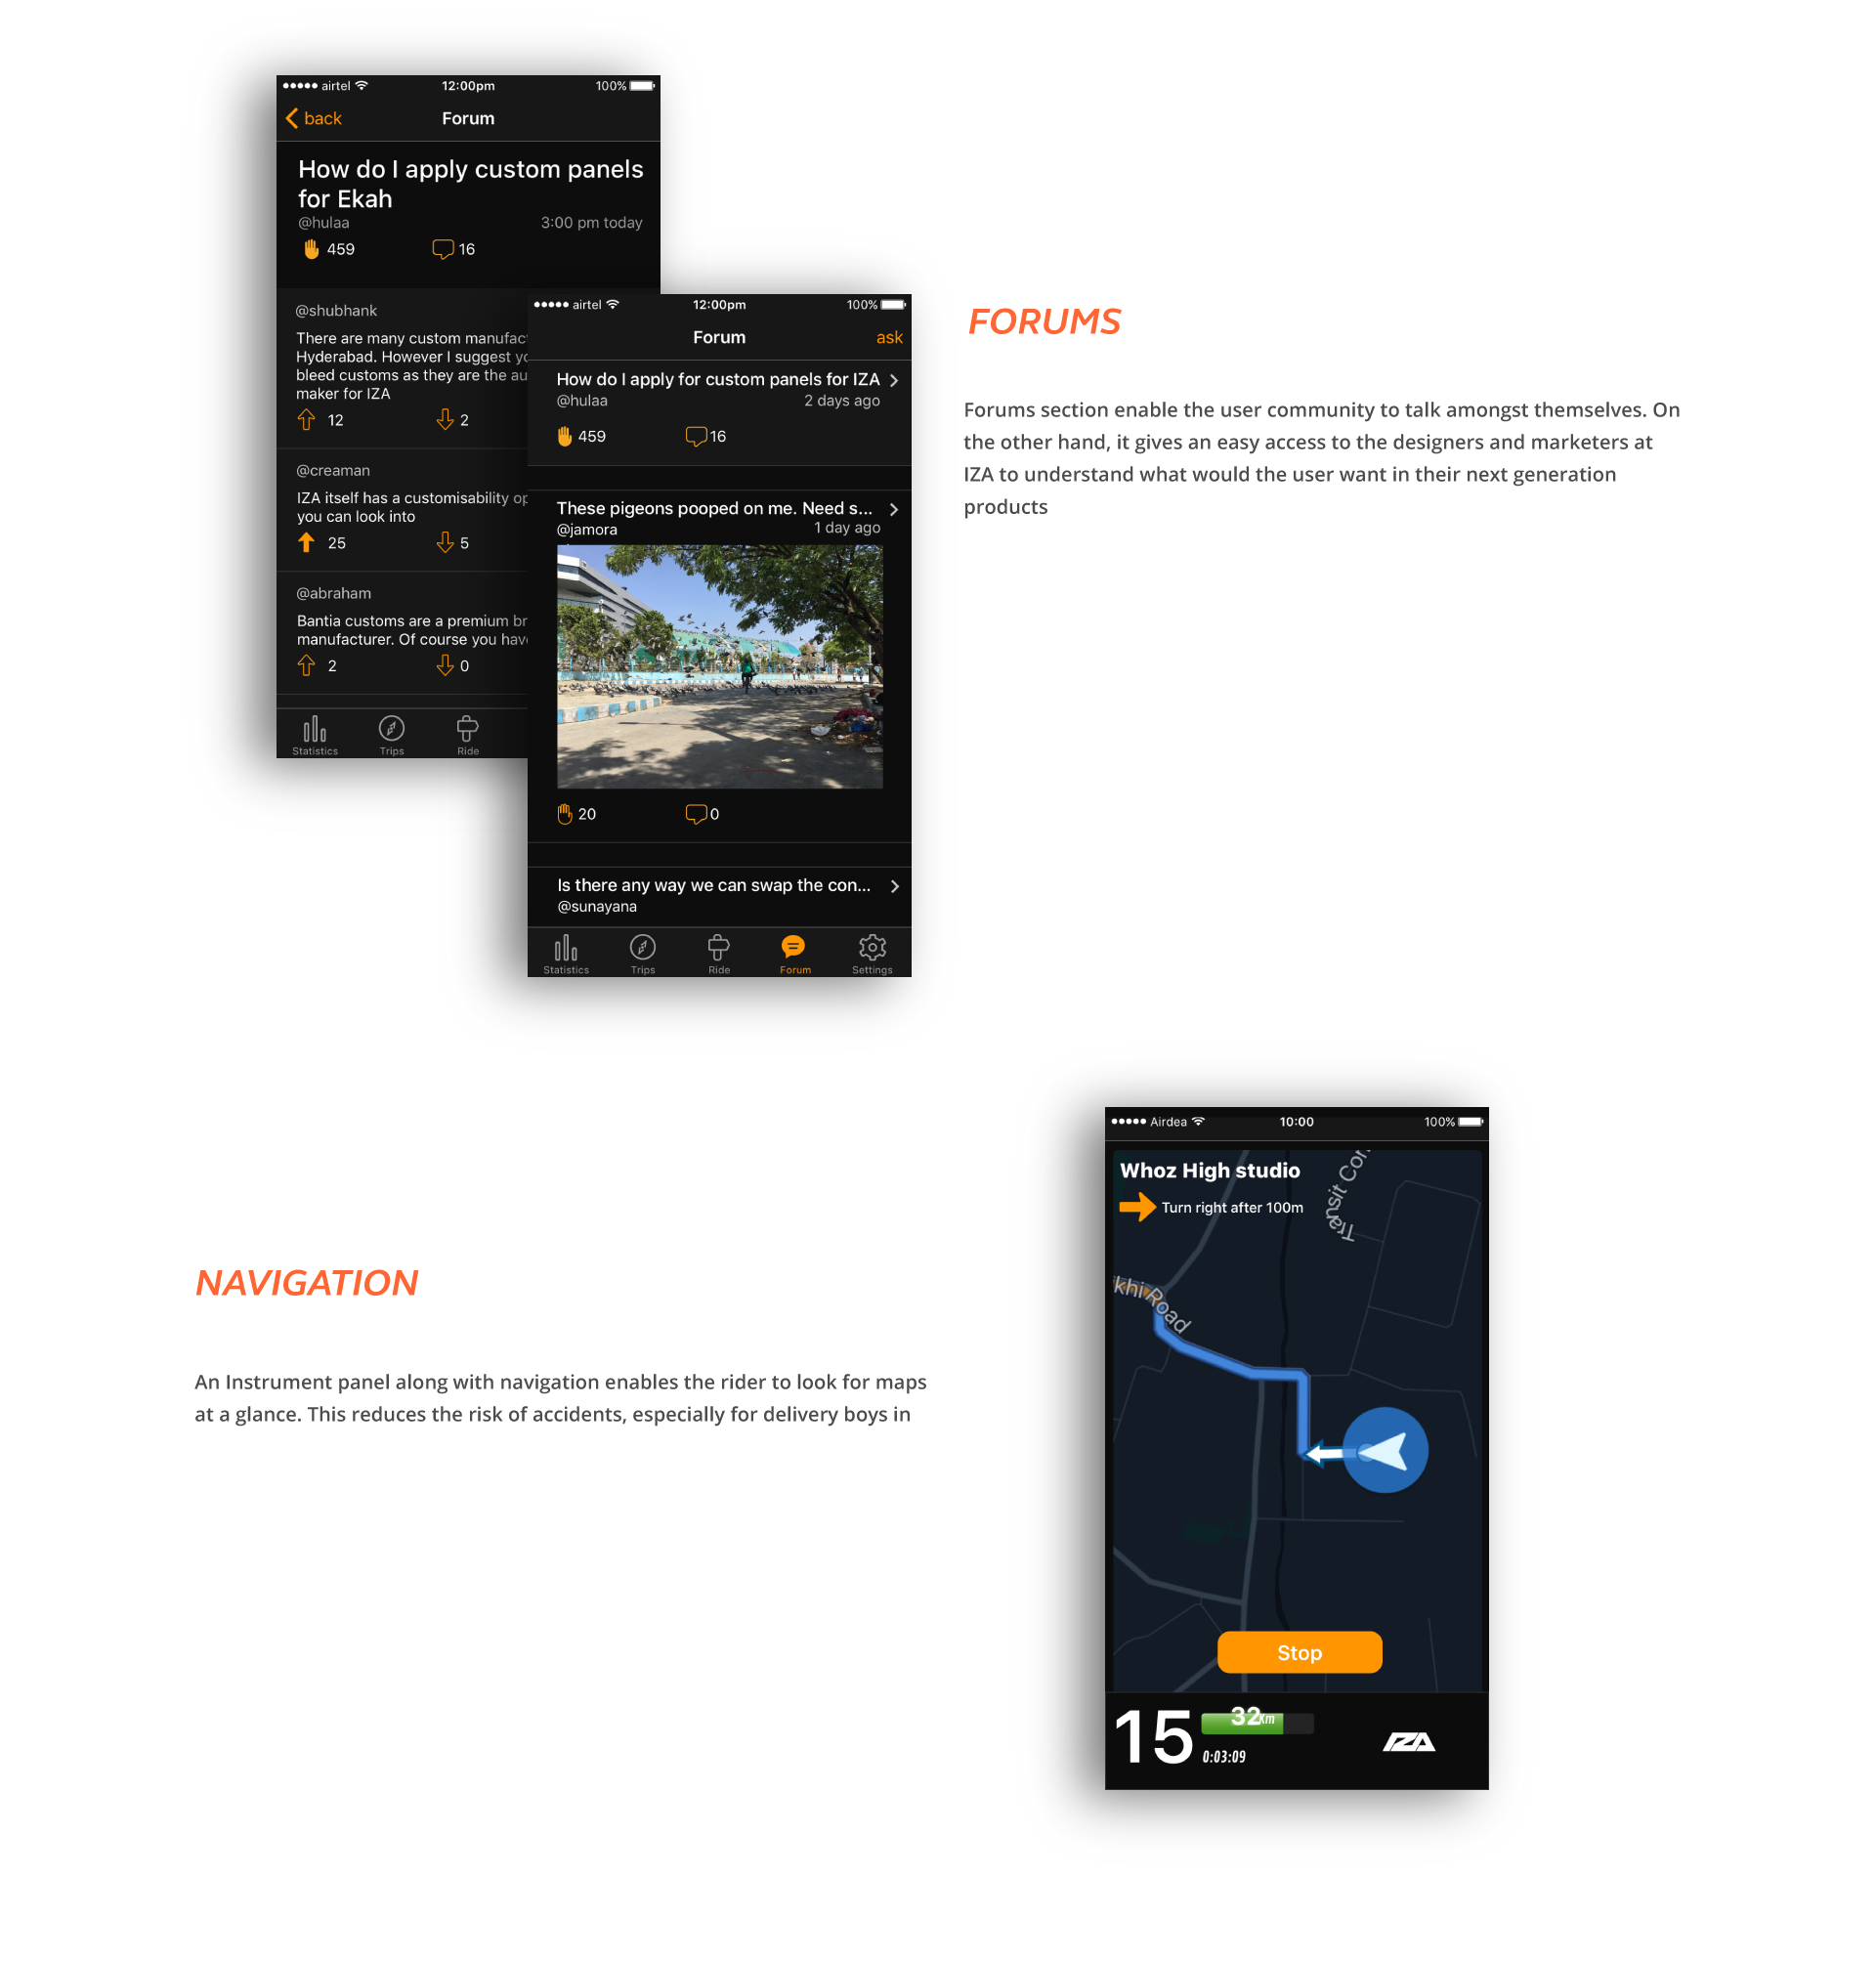 airtel 12:00pm 100%
back Forum
How do I apply custom panels
for Ekah
@hulaa 3:00 pm today
459 16
@shubhank
There are many custom manufac
Hyderabad. However I suggest yo
bleed customs as they are the au
maker for IZA
12 2
@creaman
IZA itself has a customisability op
you can look into
25 5
@abraham
Bantia customs are a premium br
manufacturer. Of course you hav
2 0
Statistics Trips Ride
airtel 12:00pm 100%
Forum ask
How do I apply for custom panels for IZA
@hulaa 2 days ago
459 16
These pigeons pooped on me. Need s...
@jamora 1 day ago
20 0
Is there any way we can swap the con...
@sunayana
Statistics Trips Ride Forum Settings
FORUMS
Forums section enable the user community to talk amongst themselves. On
the other hand, it gives an easy access to the designers and marketers at
IZA to understand what would the user want in their next generation
products
NAVIGATION
An Instrument panel along with navigation enables the rider to look for maps
at a glance. This reduces the risk of accidents, especially for delivery boys in
Airdea 10:00 100%
Whoz High studio
Turn right after 100m
Transit Con
khi Road
Stop
15 32 Km
0:03:09
IZA